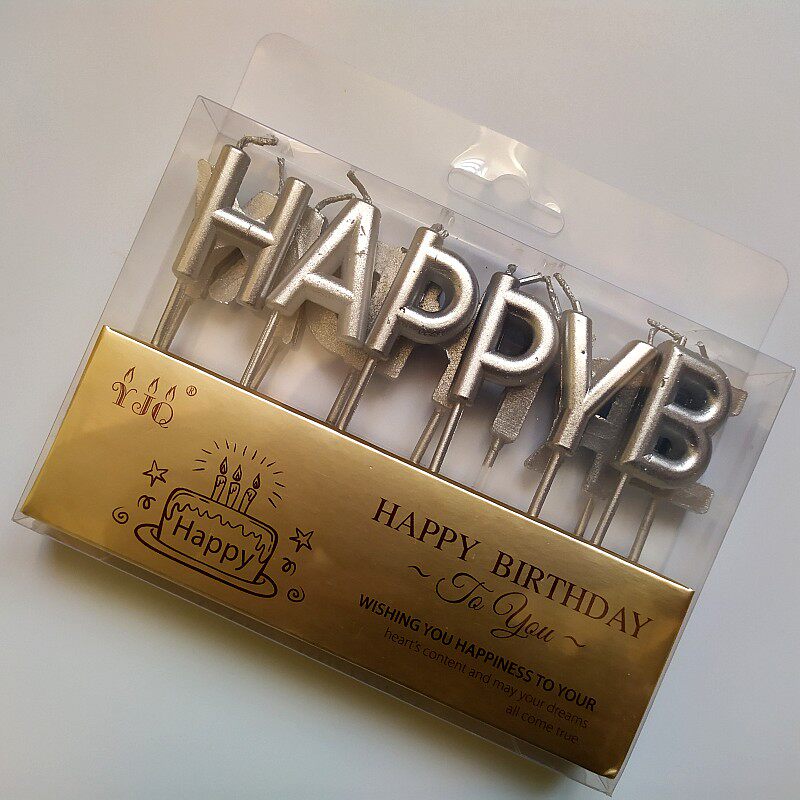 HAPPYB
YJQ ®
Happy
HAPPY BIRTHDAY
~ To You ~
WISHING YOU HAPPINESS TO YOUR
heart's content and may your dreams
all come true